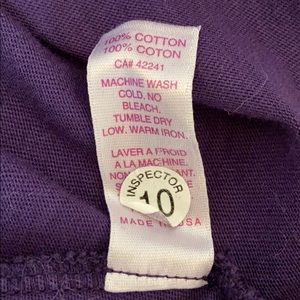 100% COTTON
100% COTON
CA# 42241
MACHINE WASH
COLD. NO
BLEACH.
TUMBLE DRY
LOW. WARM IRON.
LAVER A FROID
A LA MACHINE.
INSPECTOR
10
MADE IN USA